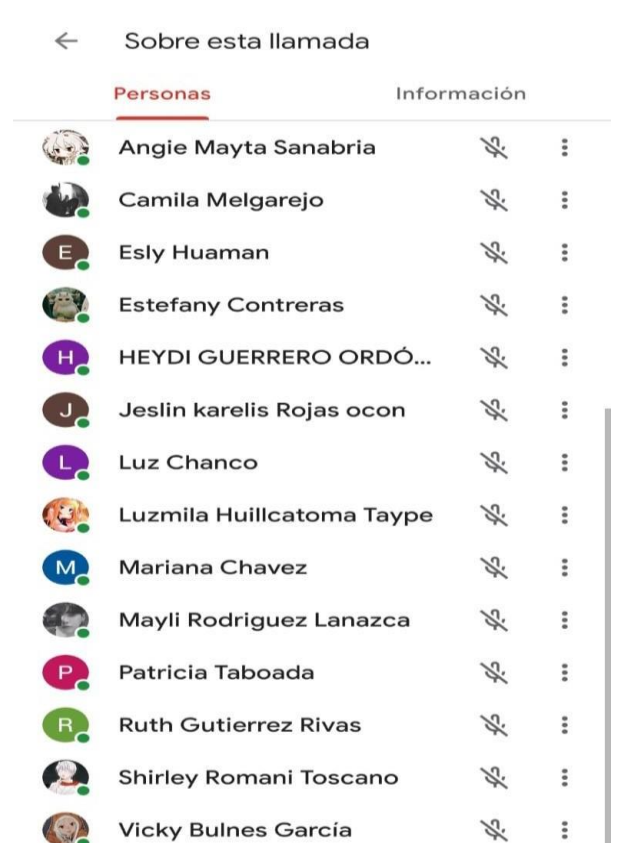 Sobre esta llamada
Personas Información
Angie Mayta Sanabria
Camila Melgarejo
E Esly Huaman
Estefany Contreras
H HEYDI GUERRERO ORDÓ...
J Jeslin karelis Rojas ocon
L Luz Chanco
Luzmila Huillcatoma Taype
M Mariana Chavez
Mayli Rodriguez Lanazca
P Patricia Taboada
R Ruth Gutierrez Rivas
Shirley Romani Toscano
Vicky Bulnes García